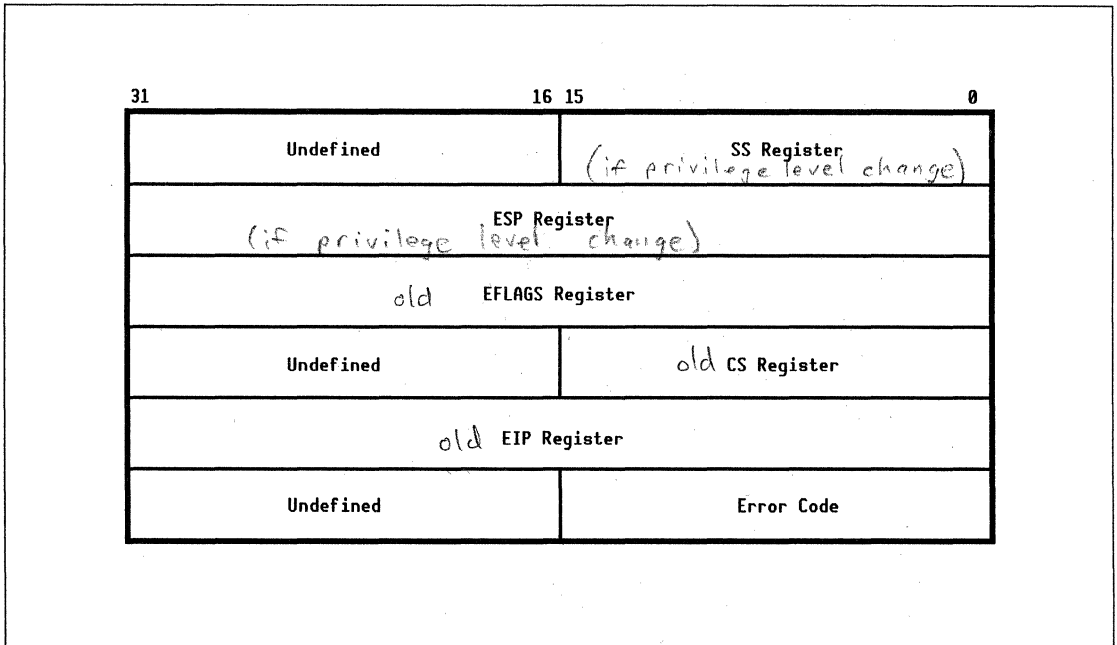 31 16 15 0
Undefined SS Register
(if privilege level change)
ESP Register
(if privilege level change)
old EFLAGS Register
Undefined old CS Register
old EIP Register
Undefined Error Code